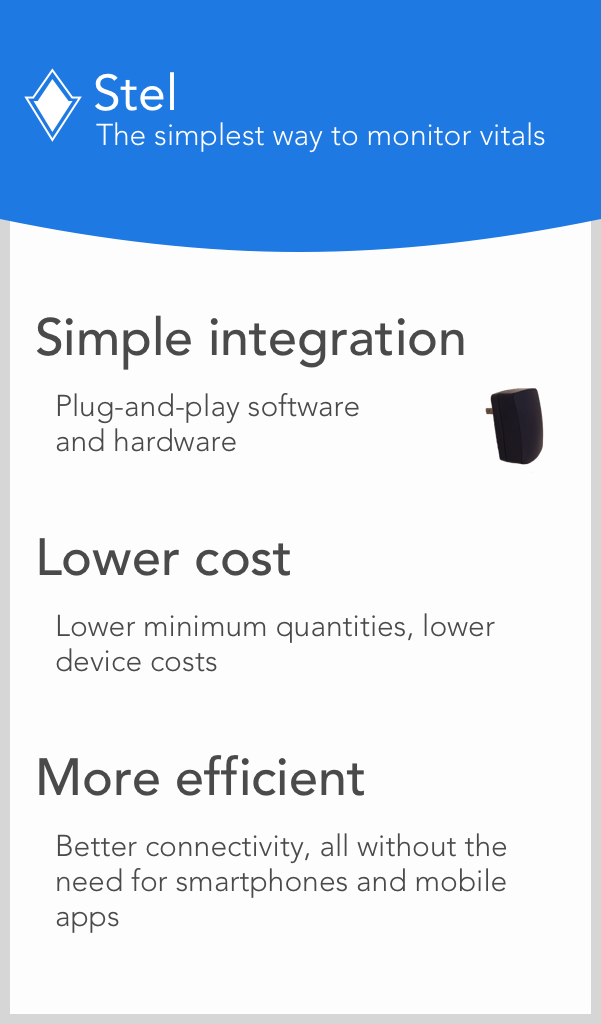 Stel
The simplest way to monitor vitals
Simple integration
Plug-and-play software
and hardware
Lower cost
Lower minimum quantities, lower
device costs
More efficient
Better connectivity, all without the
need for smartphones and mobile
apps